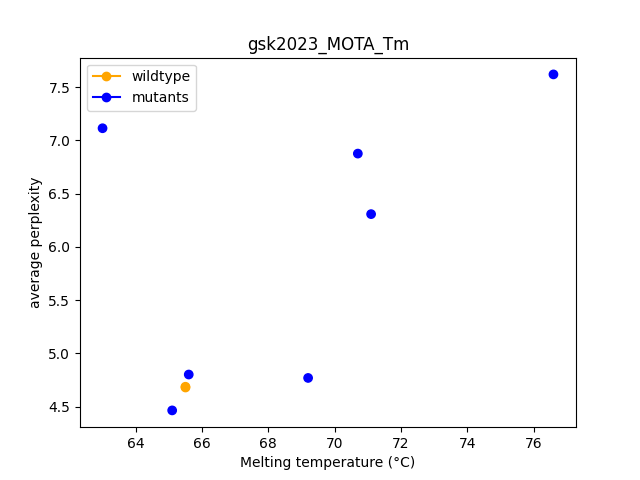 gsk2023_MOTA_Tm
wildtype
mutants
7.5
7.0
6.5
6.0
5.5
5.0
4.5
average perplexity
64
66
68
70
72
74
76
Melting temperature (°C)